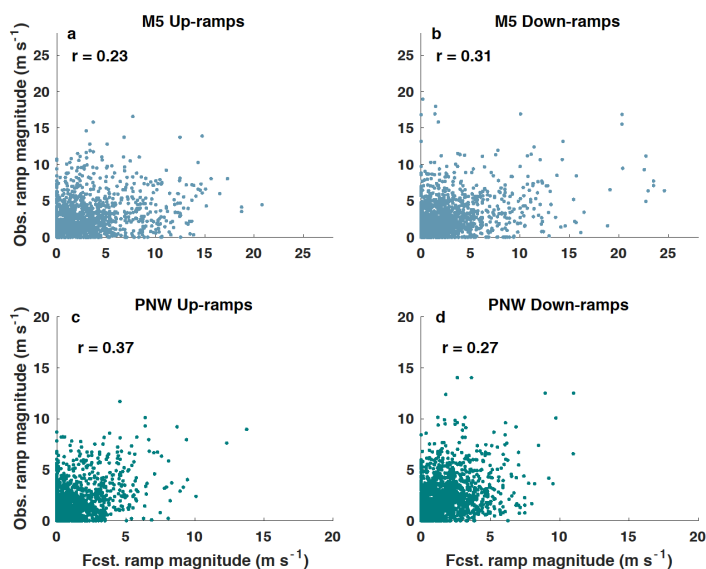 M5 Up-ramps
M5 Down-ramps
a
b
r = 0.23
r = 0.31
25
20
15
10
5
0
0 5 10 15 20 25
25
20
15
10
5
0
0 5 10 15 20 25
Obs. ramp magnitude (m s⁻¹)
PNW Up-ramps
PNW Down-ramps
c
d
r = 0.37
r = 0.27
20
15
10
5
0
0 5 10 15 20
20
15
10
5
0
0 5 10 15 20
Obs. ramp magnitude (m s⁻¹)
Fcst. ramp magnitude (m s⁻¹)
Fcst. ramp magnitude (m s⁻¹)